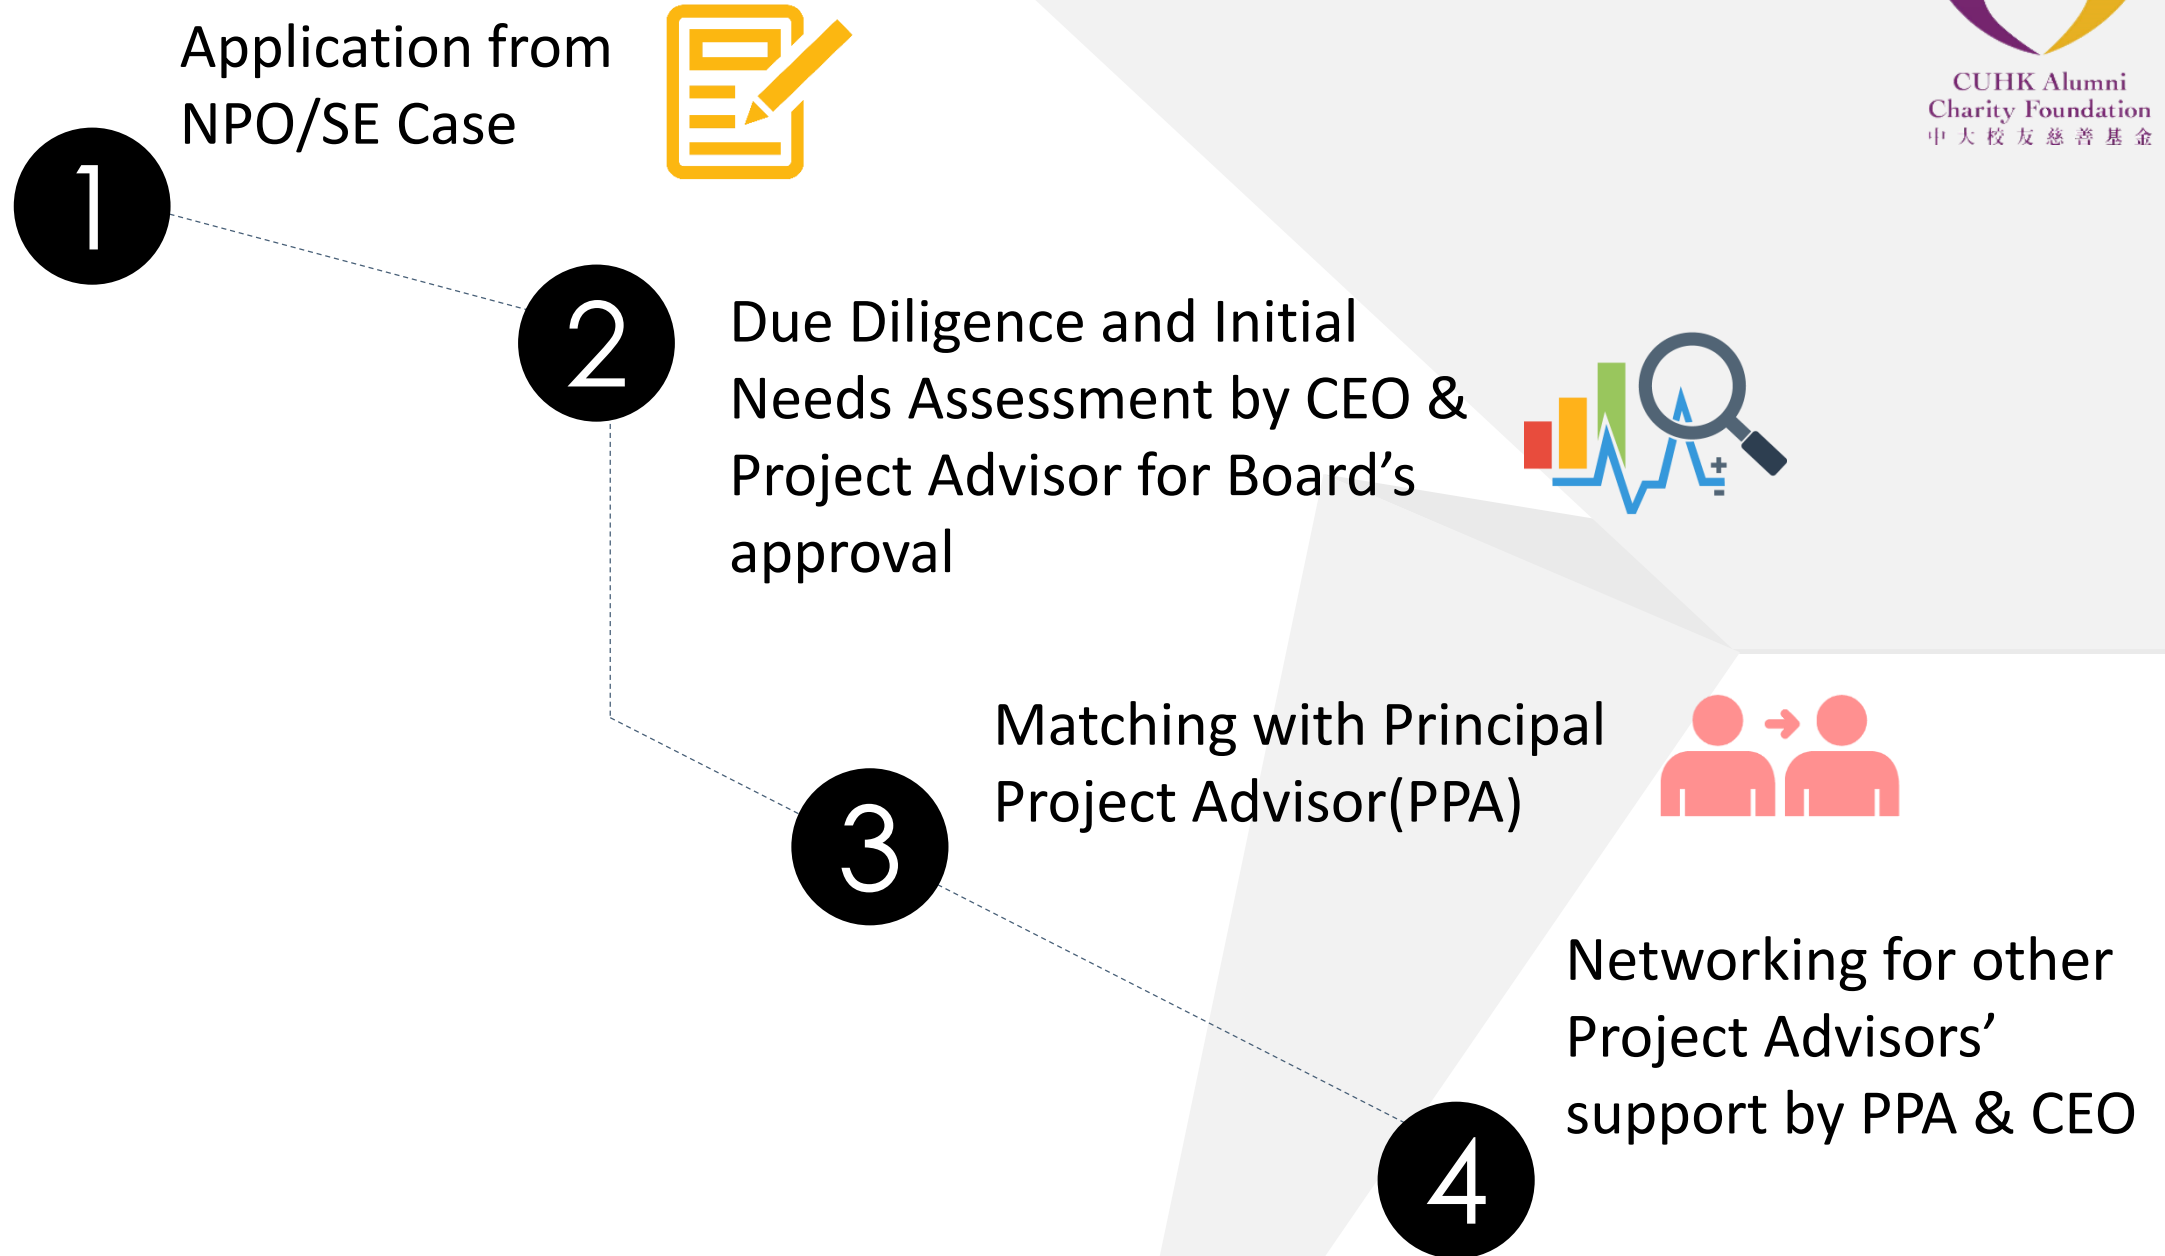 Application from
NPO/SE Case
CUHK Alumni
Charity Foundation
中大校友慈善基金
1
2
Due Diligence and Initial
Needs Assessment by CEO &
Project Advisor for Board’s
approval
3
Matching with Principal
Project Advisor(PPA)
4
Networking for other
Project Advisors’
support by PPA & CEO